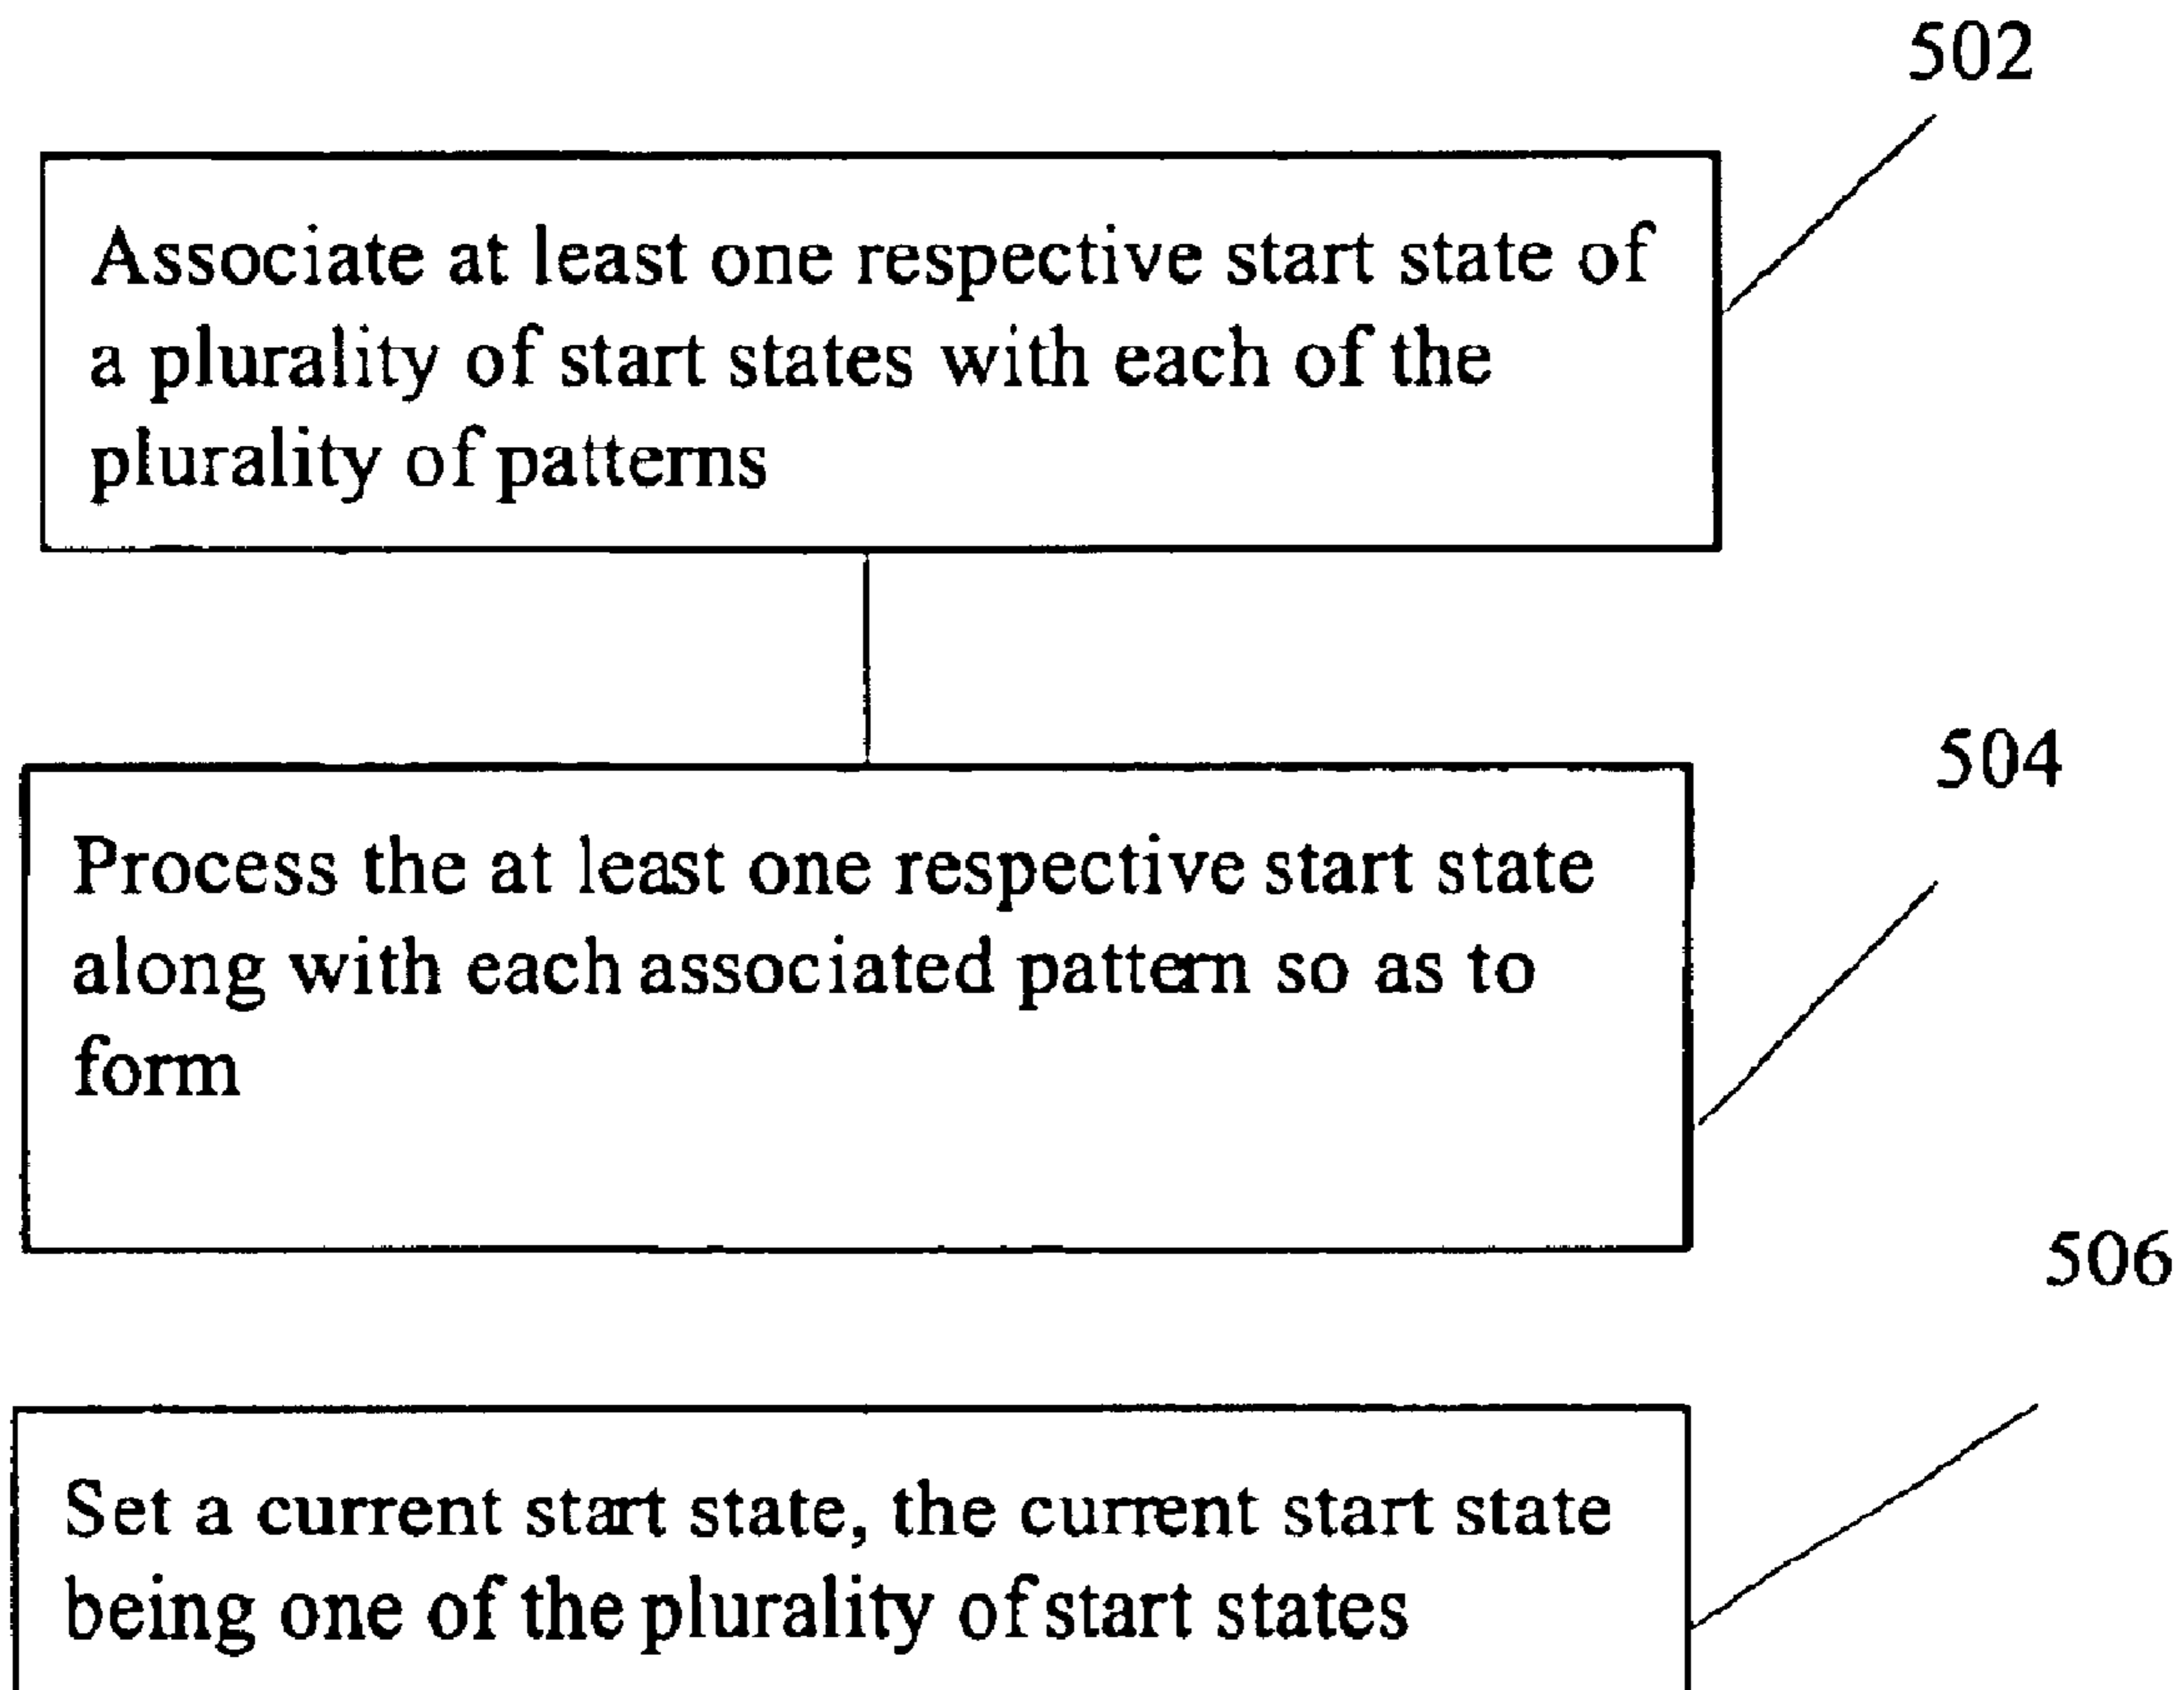 502
Associate at least one respective start state of
a plurality of start states with each of the
plurality of patterns
504
Process the at least one respective start state
along with each associated pattern so as to
form
506
Set a current start state, the current start state
being one of the plurality of start states